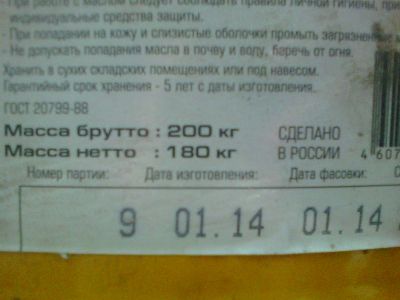 - При работе с маслом следует соблюдать правила личной гигиены, при
индивидуальные средства защиты.
- При попадании на кожу и слизистые оболочки промыть загрязненные
- Не допускать попадания масла в почву и воду, беречь от огня.
Хранить в сухих складских помещениях или под навесом.
Гарантийный срок хранения - 5 лет с даты изготовления.
ГОСТ 20799-88
Масса брутто : 200 кг СДЕЛАНО
Масса нетто : 180 кг В РОССИИ 4 607
Номер партии: Дата изготовления: Дата фасовки: С
9 01.14 01.14